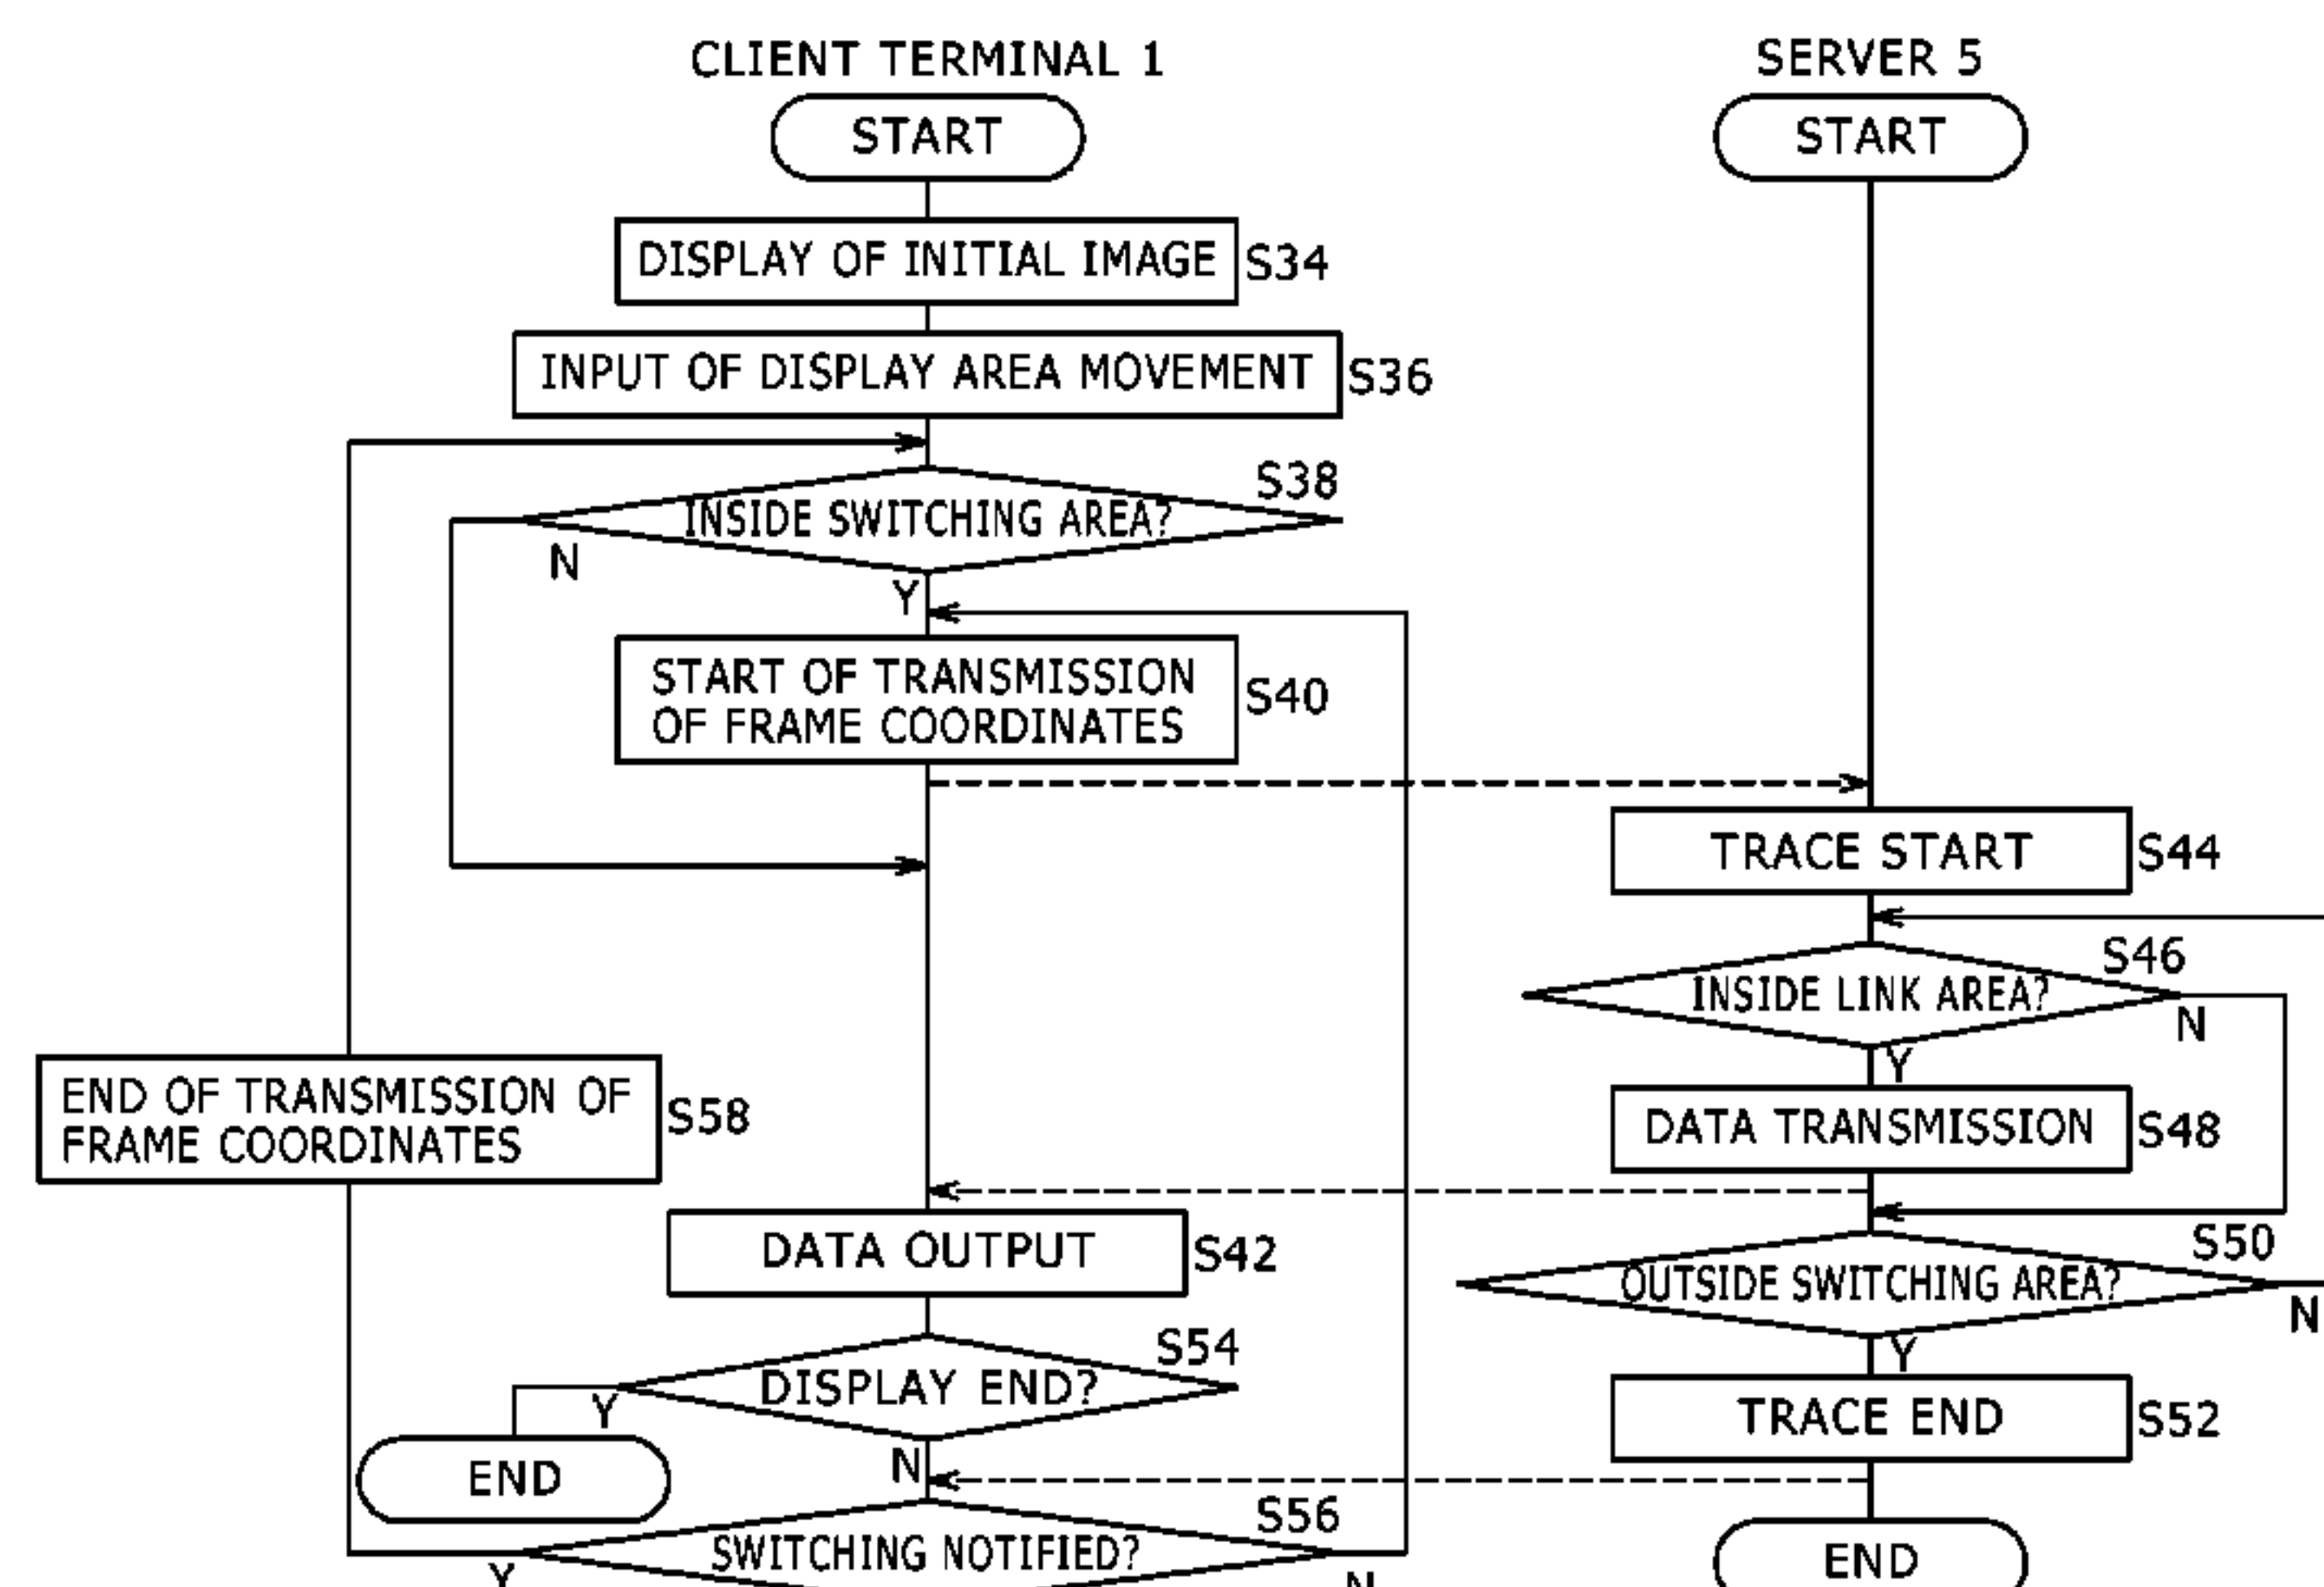 CLIENT TERMINAL 1
START
DISPLAY OF INITIAL IMAGE
S34
INPUT OF DISPLAY AREA MOVEMENT
S36
S38
INSIDE SWITCHING AREA?
N
Y
START OF TRANSMISSION
OF FRAME COORDINATES
S40
END OF TRANSMISSION OF
FRAME COORDINATES
S58
DATA OUTPUT
S42
S54
DISPLAY END?
Y
N
END
S56
SWITCHING NOTIFIED?
Y
N
SERVER 5
START
TRACE START
S44
S46
INSIDE LINK AREA?
N
Y
DATA TRANSMISSION
S48
S50
OUTSIDE SWITCHING AREA?
N
Y
TRACE END
S52
END